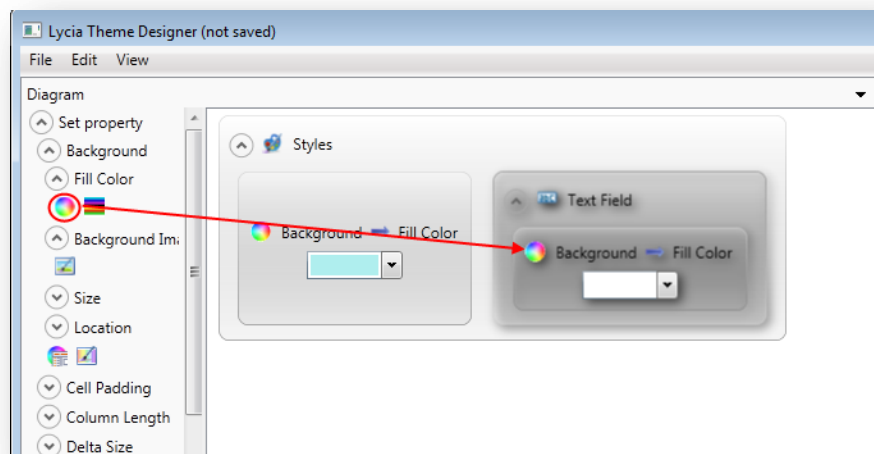 Lycia Theme Designer (not saved)
File Edit View
Diagram
Set property
Background
Fill Color
Background Ima
Size
Location
Cell Padding
Column Length
Delta Size
Styles
Background Fill Color
Text Field
Background Fill Color